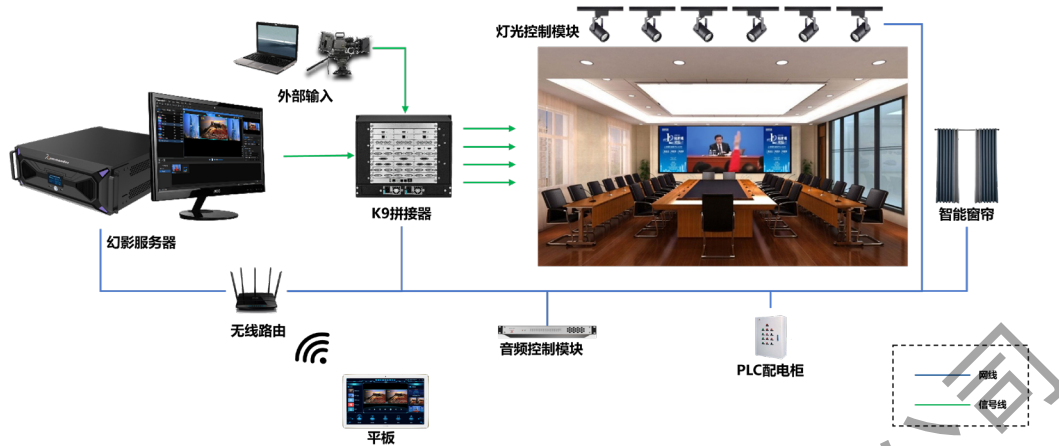 灯光控制模块
外部输入
幻影服务器
K9拼接器
智能窗帘
无线路由
音频控制模块
PLC配电柜
平板
网线
信号线
司